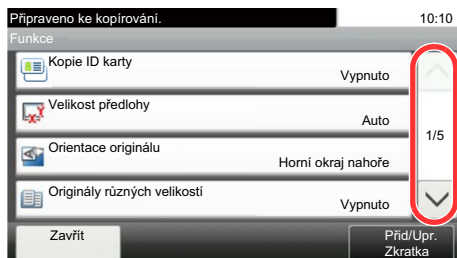 Připraveno ke kopírování.
10:10
Funkce
Kopie ID karty
Vypnuto
Velikost předlohy
Auto
1/5
Orientace originálu
Horní okraj nahoře
Originály různých velikostí
Vypnuto
Zavřít
Přid/Upr.
Zkratka